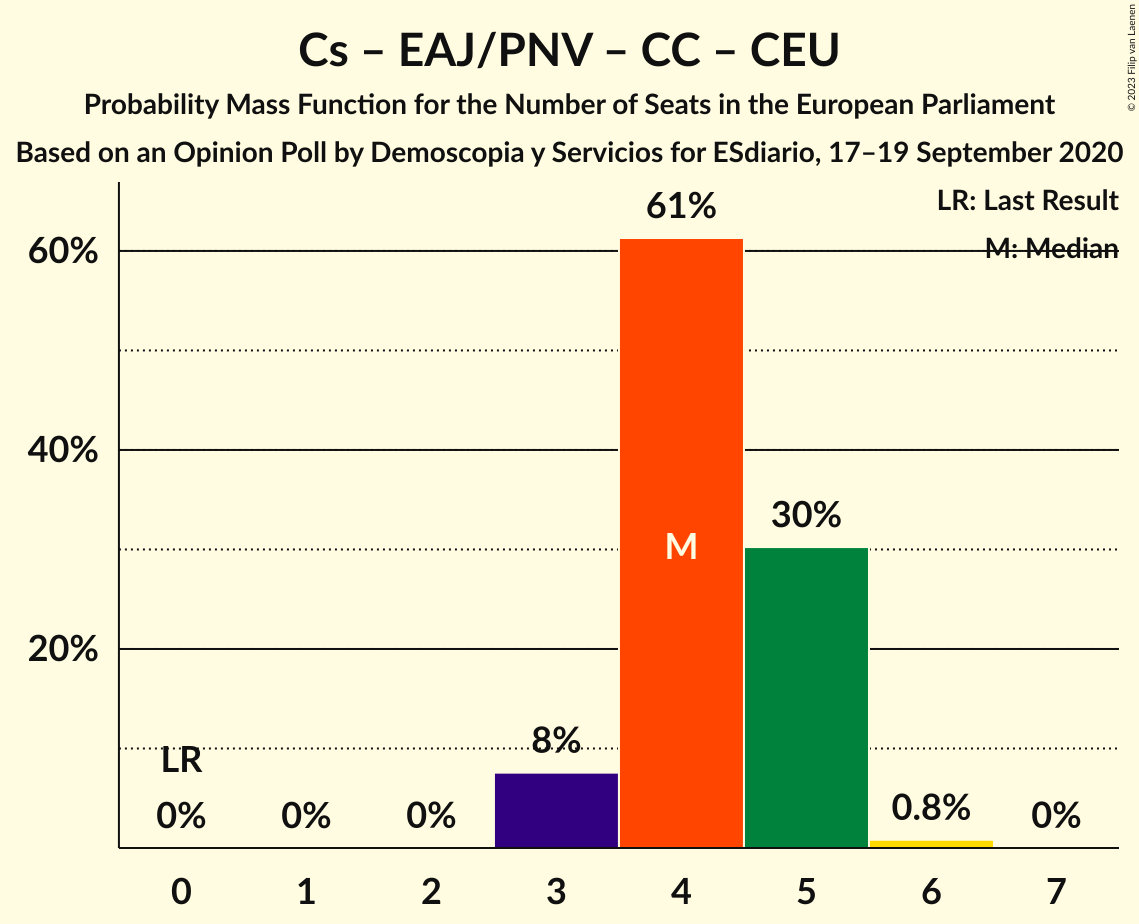 Cs – EAJ/PNV – CC – CEU
Probability Mass Function for the Number of Seats in the European Parliament
Based on an Opinion Poll by Demoscopia y Servicios for ESdiario, 17–19 September 2020
© 2023 Filip van Laenen
LR: Last Result
M: Median
61%
60%
40%
30%
M
20%
8%
LR
0% 0% 0% 0.8% 0%
0 1 2 3 4 5 6 7